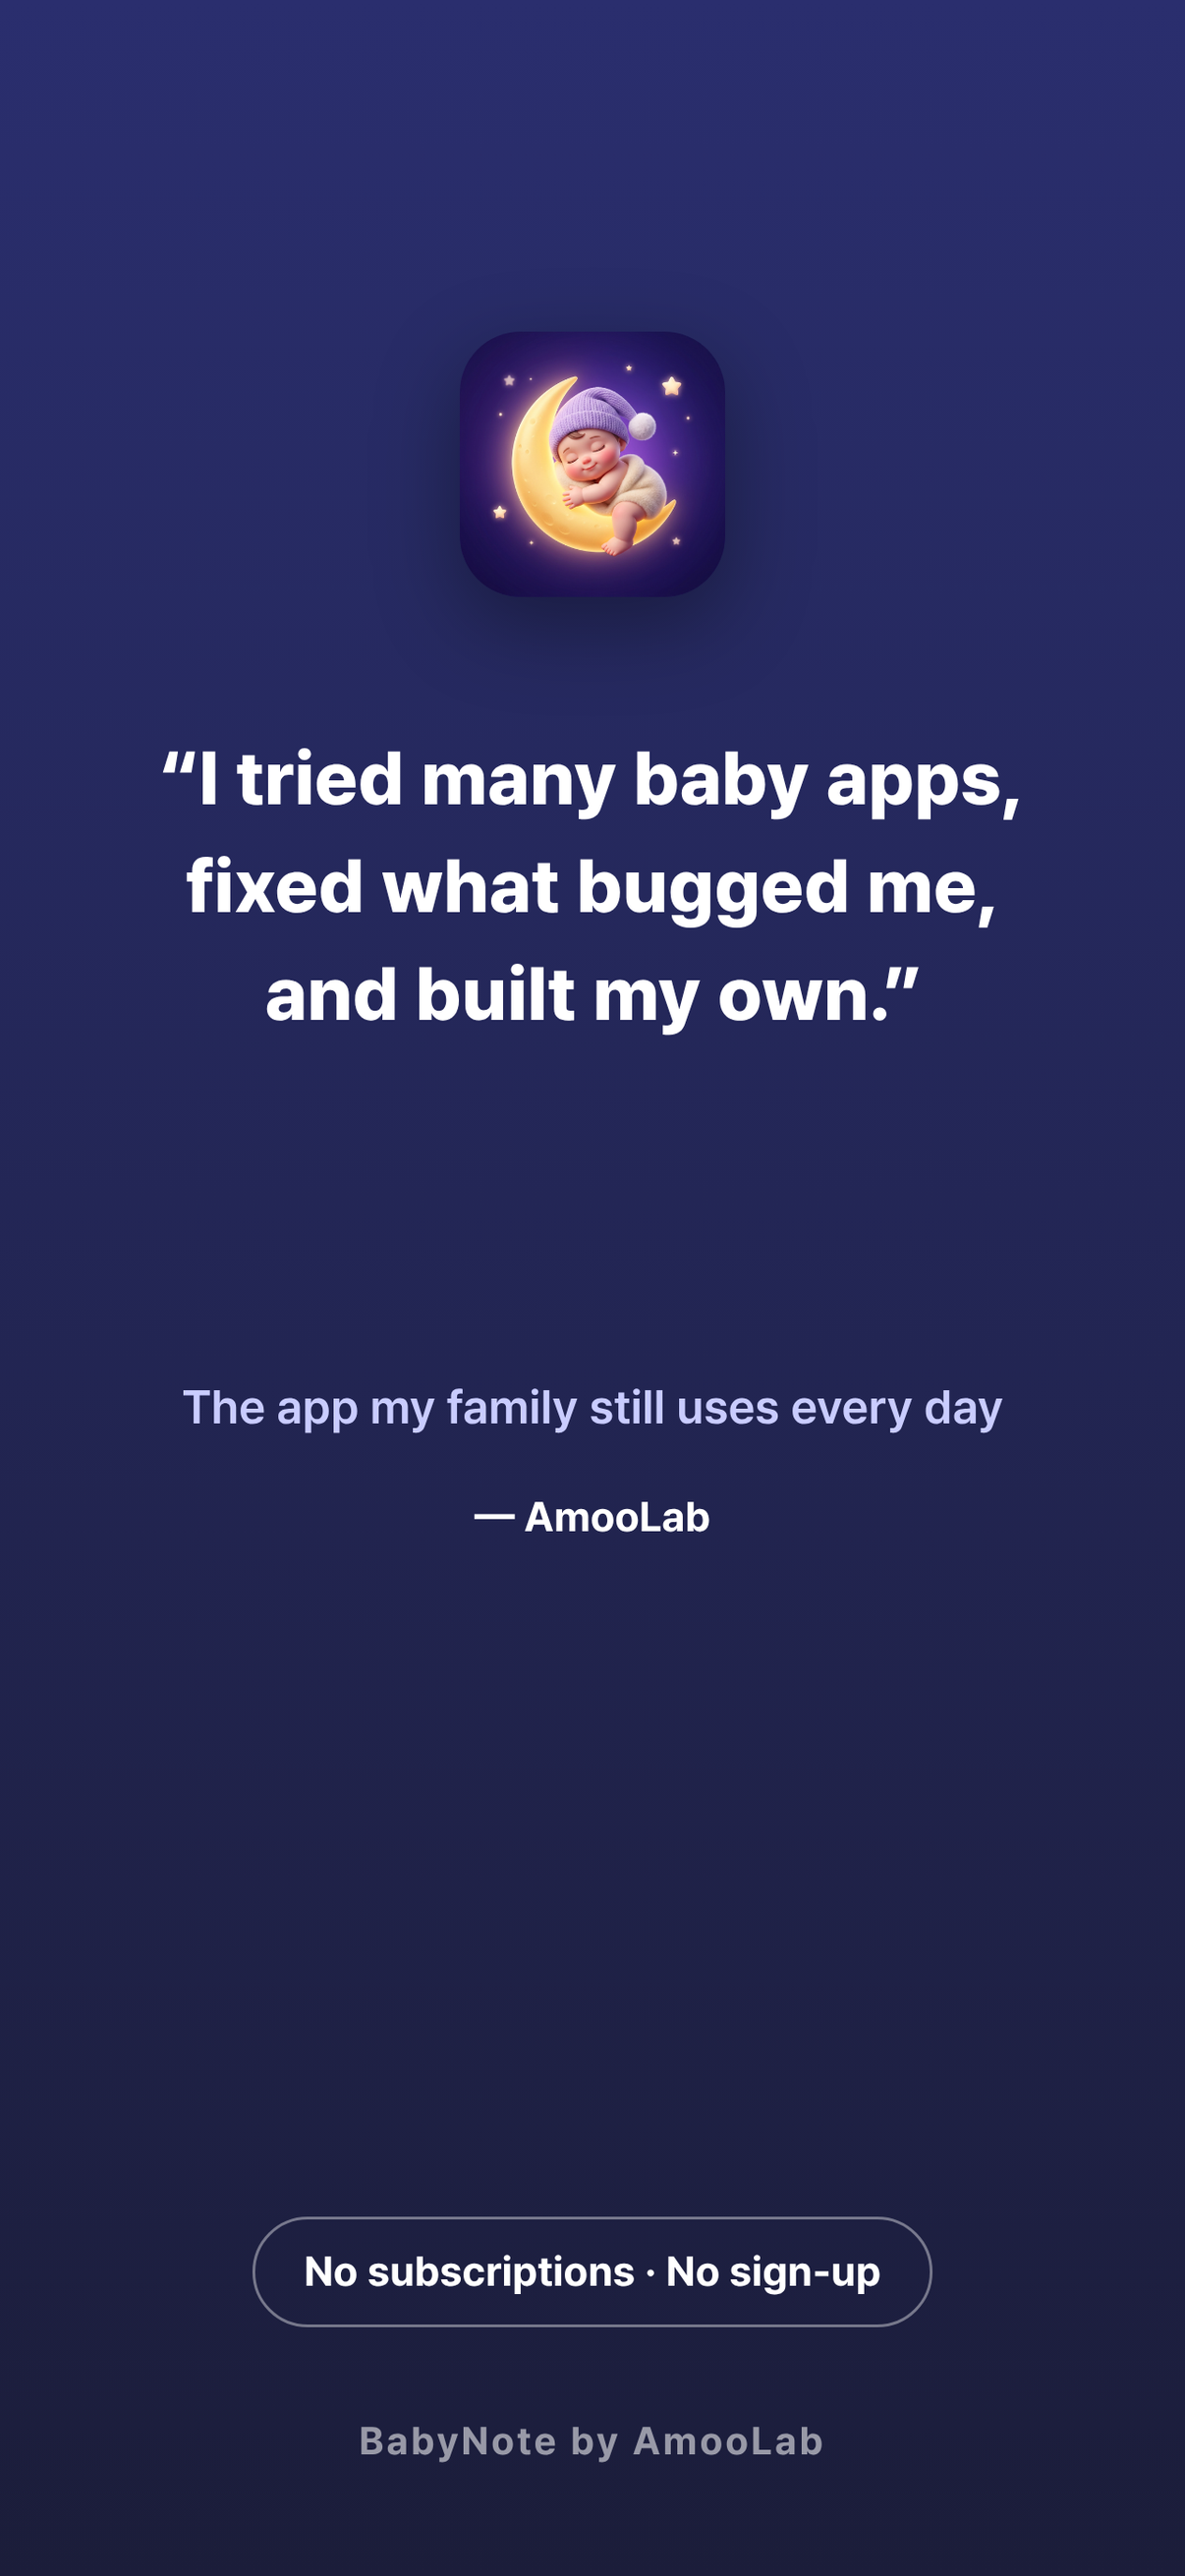 “I tried many baby apps,
fixed what bugged me,
and built my own.”
The app my family still uses every day
— AmooLab
No subscriptions · No sign-up
BabyNote by AmooLab